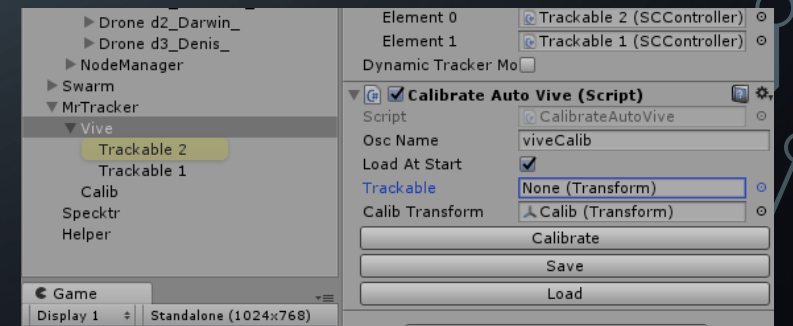 Drone d2_Darwin_
Drone d3_Denis_
NodeManager
Swarm
MrTracker
Vive
Trackable 2
Trackable 1
Calib
Specktr
Helper
Game
Display 1
Standalone (1024x768)
Element 0
Trackable 2 (SCController)
Element 1
Trackable 1 (SCController)
Dynamic Tracker Mo
Calibrate Auto Vive (Script)
Script
CalibrateAutoVive
Osc Name
viveCalib
Load At Start
Trackable
None (Transform)
Calib Transform
Calib (Transform)
Calibrate
Save
Load